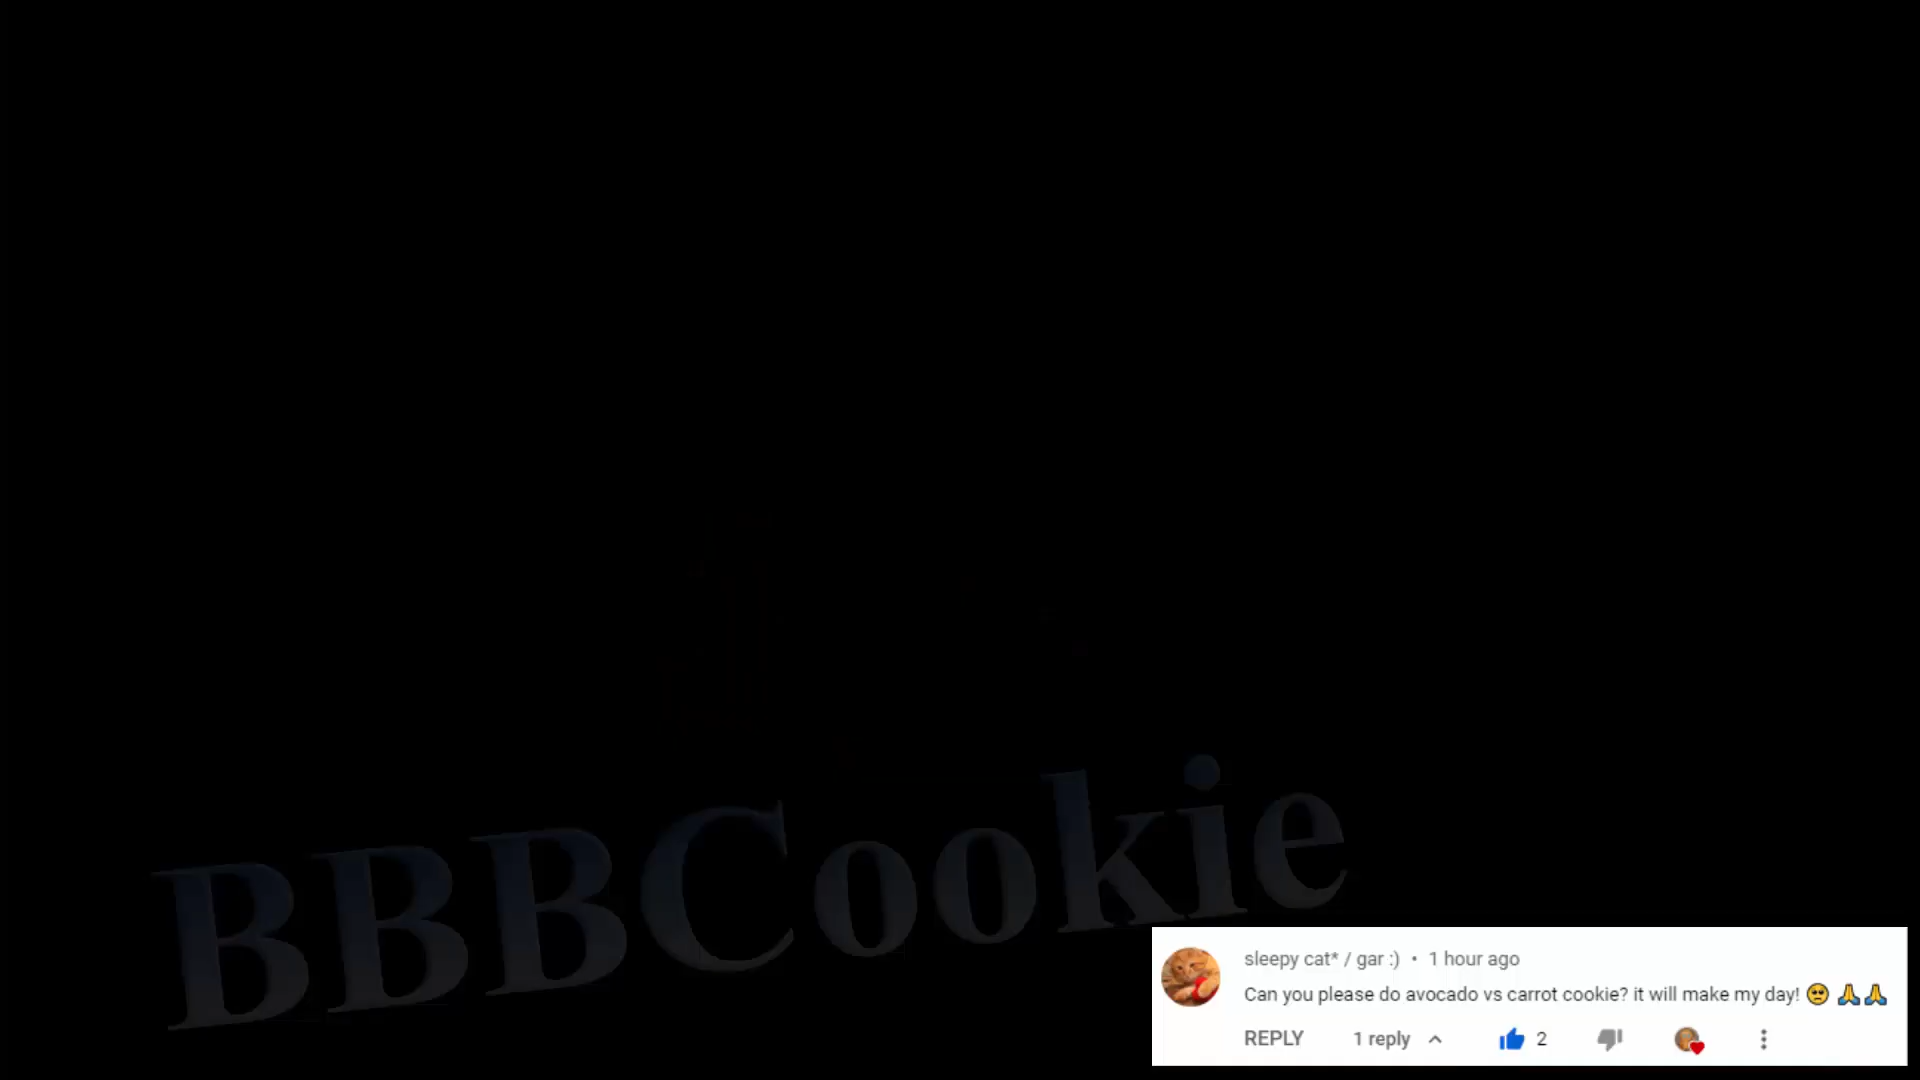 BBBCookie
sleepy cat* / gar :) • 1 hour ago
Can you please do avocado vs carrot cookie? it will make my day! 🥺 🙏🙏
REPLY 1 reply 2